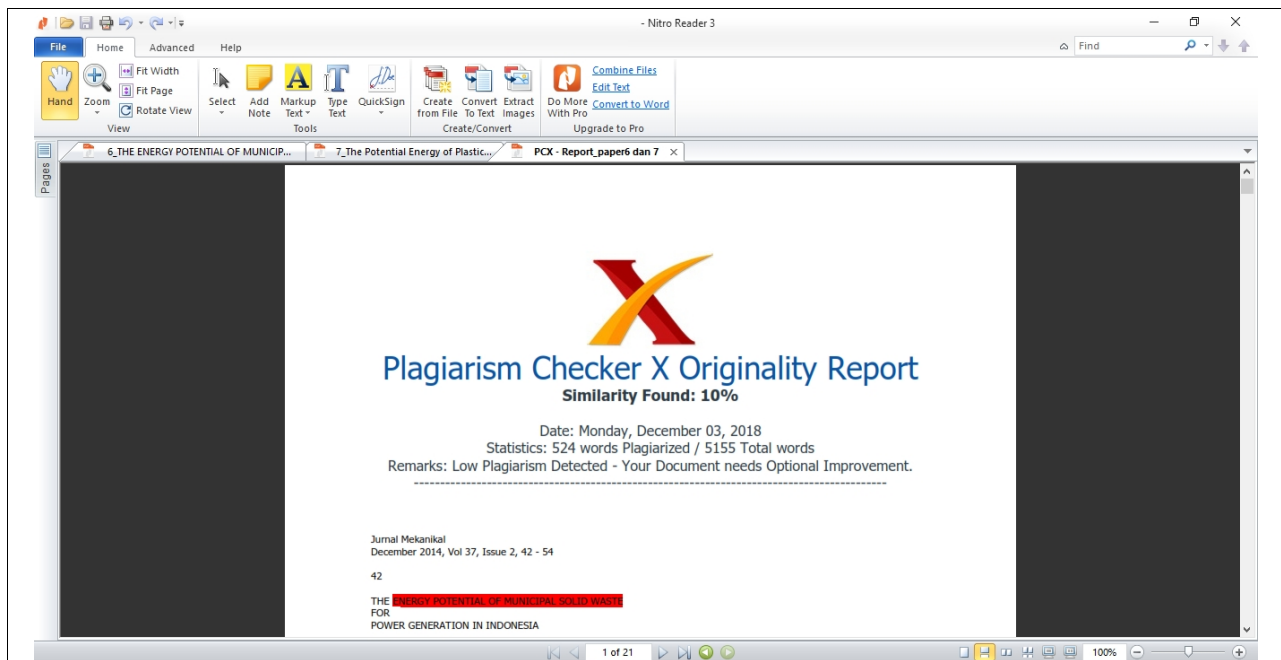 - Nitro Reader 3
File Home Advanced Help
Find
Hand
Zoom
Fit Width
Fit Page
Rotate View
View
Select
Add Note
Markup Text
Type Text
QuickSign
Tools
Create from File
Convert To Text
Extract Images
Create/Convert
Do More With Pro
Combine Files
Edit Text
Convert to Word
Upgrade to Pro
6_THE ENERGY POTENTIAL OF MUNICIP...
7_The Potential Energy of Plastic...
PCX - Report_paper6 dan 7
Pages
Plagiarism Checker X Originality Report
Similarity Found: 10%
Date: Monday, December 03, 2018
Statistics: 524 words Plagiarized / 5155 Total words
Remarks: Low Plagiarism Detected - Your Document needs Optional Improvement.
-------------------------------------------------------------------------------------------
Jurnal Mekanikal
December 2014, Vol 37, Issue 2, 42 - 54
42
THE ENERGY POTENTIAL OF MUNICIPAL SOLID WASTE
FOR
POWER GENERATION IN INDONESIA
1 of 21
100%